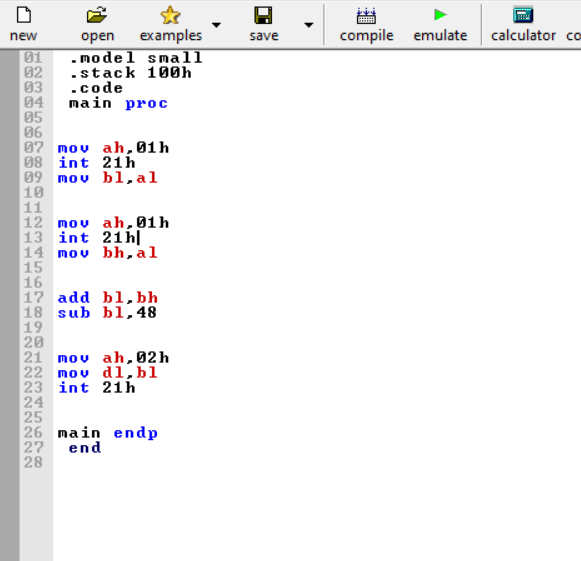 new open examples save compile emulate calculator co
01 .model small
02 .stack 100h
03 .code
04 main proc
05
06
07 mov ah,01h
08 int 21h
09 mov bl,al
10
11
12 mov ah,01h
13 int 21h
14 mov bh,al
15
16
17 add bl,bh
18 sub bl,48
19
20
21 mov ah,02h
22 mov dl,bl
23 int 21h
24
25
26 main endp
27 end
28